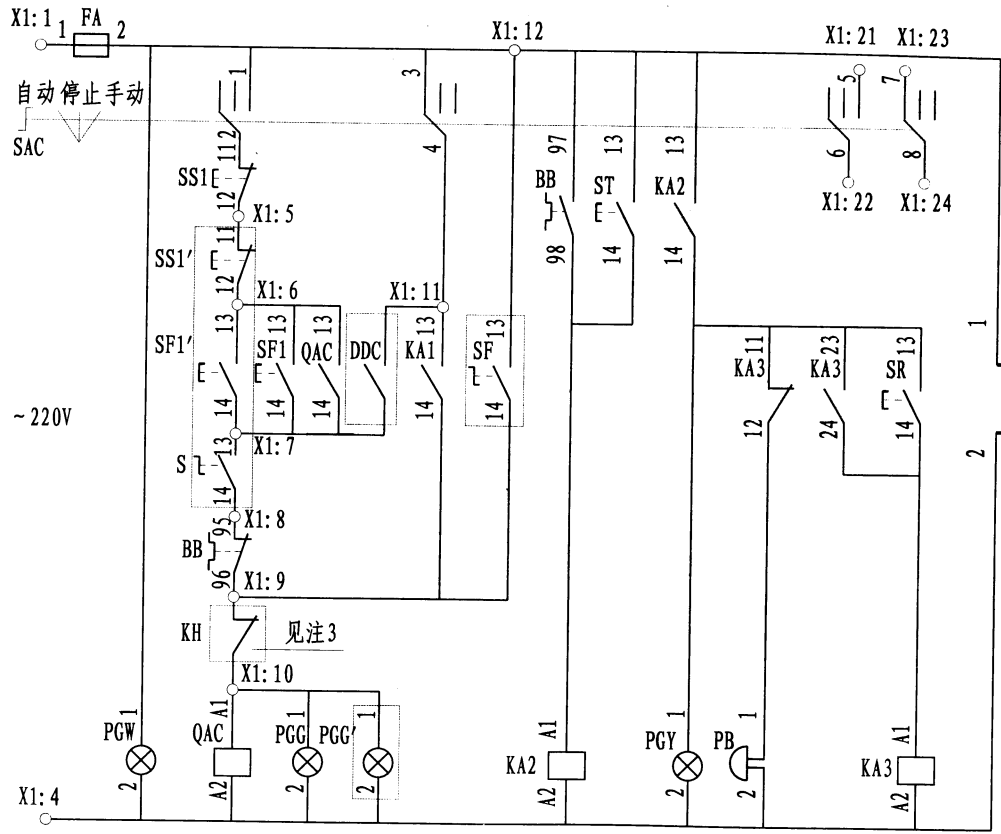 X1:1 1 FA 2
X1:12
X1:21 X1:23
自动 停止 手动
SAC
1 2
3 4
5 6
7 8
X1:22 X1:24
SS1 11 12
X1:5
SS1' 11 12
X1:6
X1:11
SF1' 13 14
SF1 13 14
QAC 13 14
DDC
KA1 13 14
SF 13 14
X1:7
S 13 14
X1:8
BB 95 96
X1:9
KH 见注3
X1:10
BB 97 98
ST 13 14
KA2 13 14
KA3 11 12
KA3 23 24
SR 13 14
1
2
~220V
PGW 1 2
QAC A1 A2
PGG 1 2
PGG' 1 2
KA2 A1 A2
PGY 1 2
PB 1 2
KA3 A1 A2
X1:4